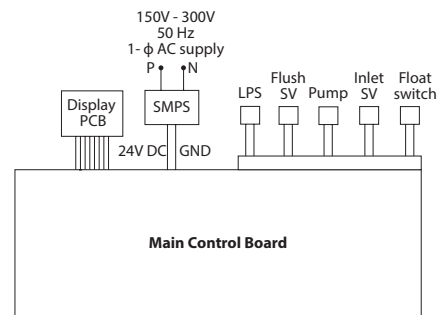 150V - 300V
50 Hz
1- ϕ AC supply
P N
Display
PCB
SMPS
LPS
Flush
SV
Pump
Inlet
SV
Float
switch
24V DC GND
Main Control Board